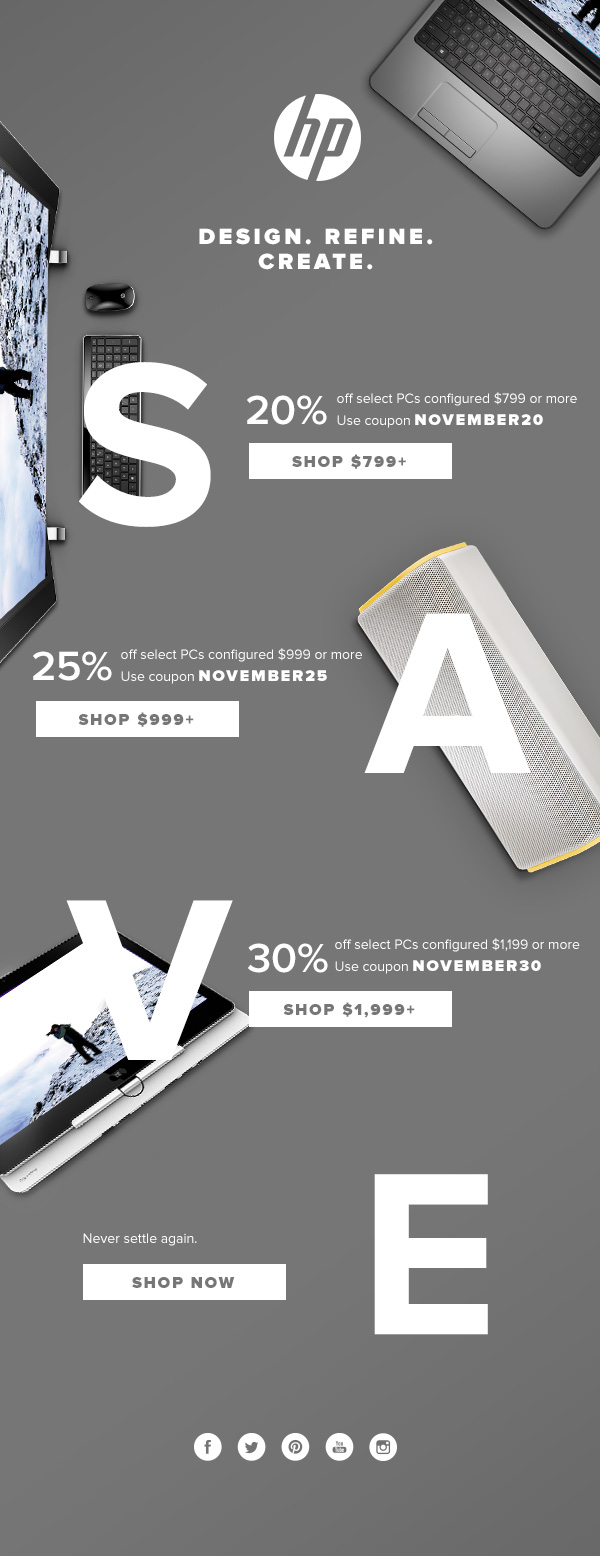 hp
DESIGN. REFINE.
CREATE.
S
20%
off select PCs configured $799 or more
Use coupon NOVEMBER20
SHOP $799+
25%
off select PCs configured $999 or more
Use coupon NOVEMBER25
SHOP $999+
A
V
30%
off select PCs configured $1,199 or more
Use coupon NOVEMBER30
SHOP $1,999+
E
Never settle again.
SHOP NOW
f
You
Tube